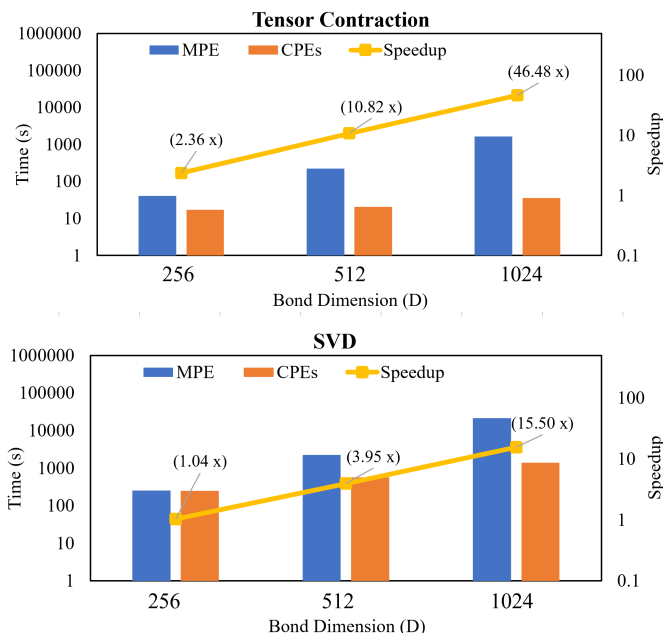 Tensor Contraction
1000000
MPE CPEs Speedup
100000
(46.48 x)
100
10000
(10.82 x)
1000
(2.36 x)
10
100
1
10
1
0.1
Time (s)
Speedup
256 512 1024
Bond Dimension (D)
SVD
1000000
MPE CPEs Speedup
100000
100
10000
(15.50 x)
(1.04 x)
(3.95 x)
10
1000
100
1
10
1
0.1
Time (s)
Speedup
256 512 1024
Bond Dimension (D)